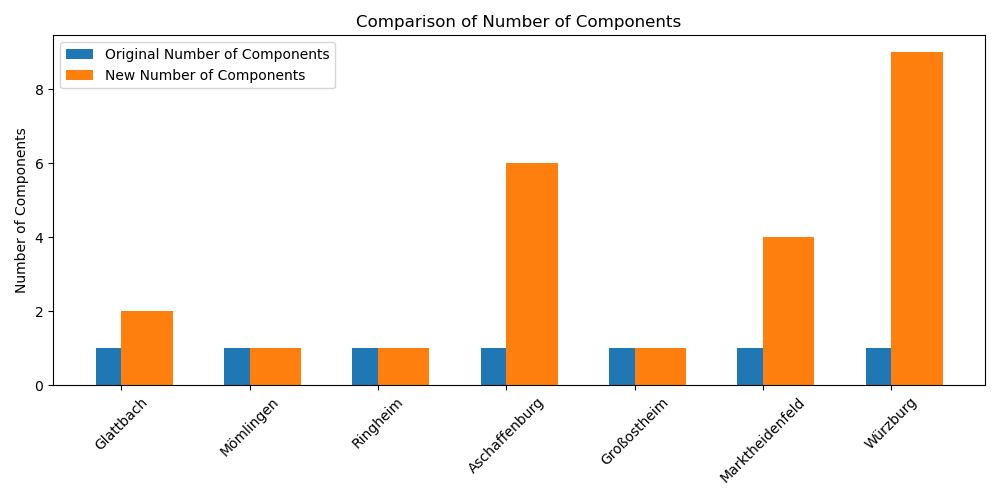 Comparison of Number of Components
Original Number of Components
New Number of Components
Number of Components
8
6
4
2
0
Glattbach
Mömlingen
Ringheim
Aschaffenburg
Großostheim
Marktheidenfeld
Würzburg